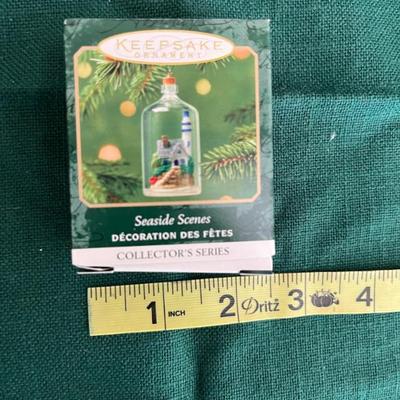 KEEPSAKE
ORNAMENT
Seaside Scenes
DÉCORATION DES FÊTES
COLLECTOR'S SERIES
1 INCH 2 Dritz 3 4